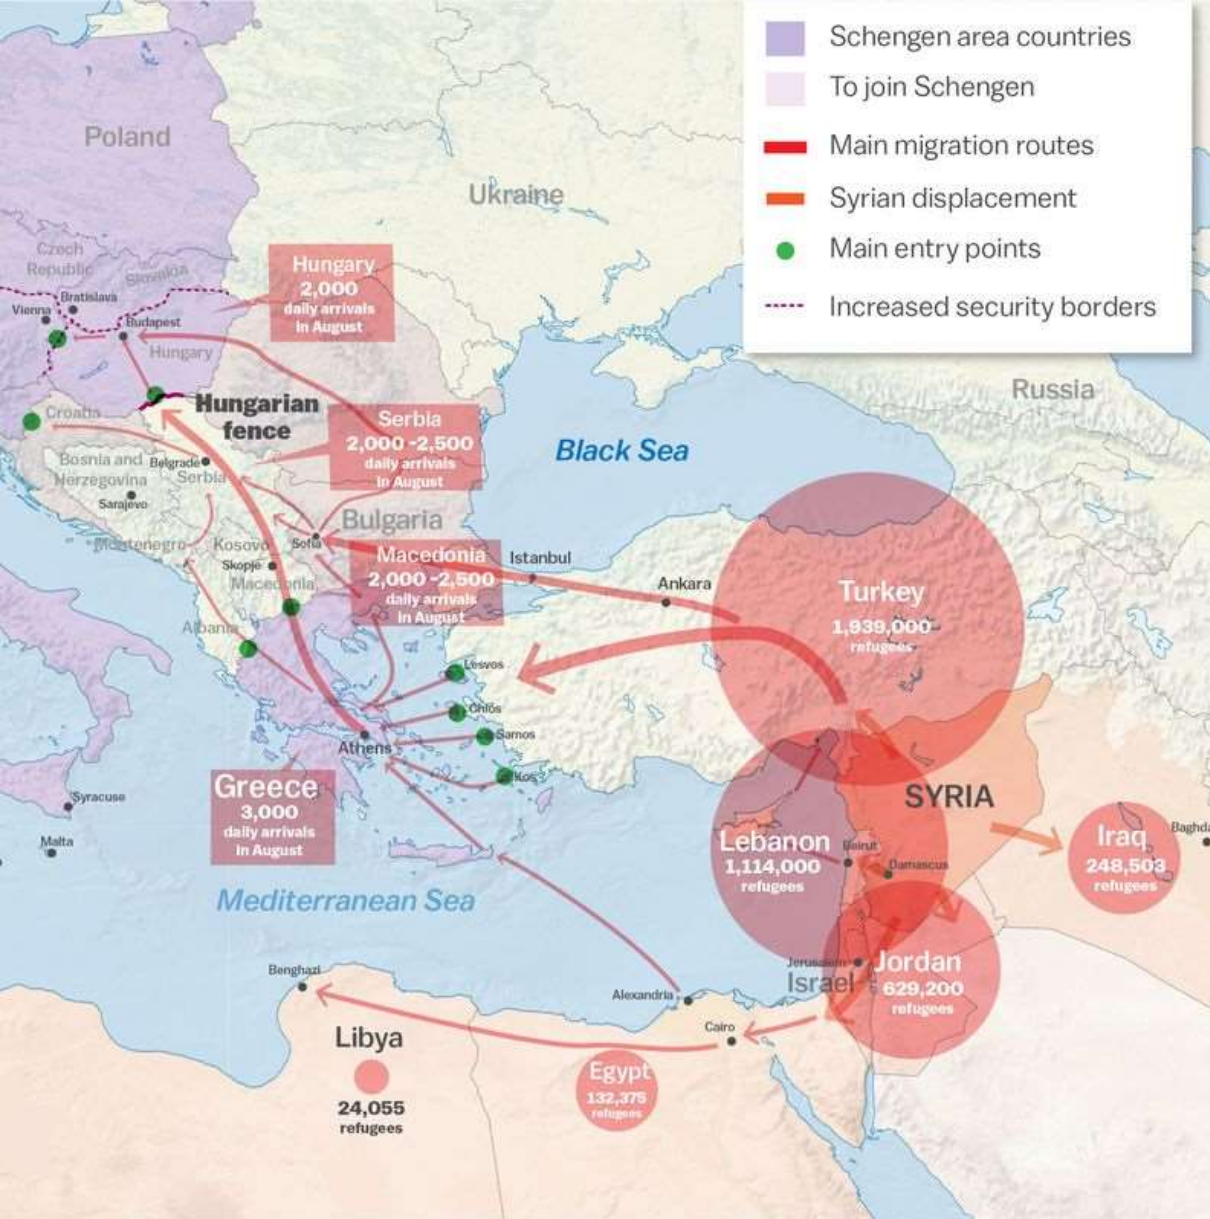 Schengen area countries
To join Schengen
Main migration routes
Syrian displacement
Main entry points
Increased security borders
Poland
Ukraine
Czech
Republic
Slovakia
Hungary
2,000
daily arrivals
in August
Bratislava
Vienna
Budapest
Hungary
Russia
Croatia
Hungarian
fence
Serbia
2,000 -2,500
daily arrivals
in August
Black Sea
Bosnia and
Herzegovina
Belgrade
Serbia
Sarajevo
Bulgaria
Montenegro
Kosovo
Sofia
Skopje
Macedonia
Macedonia
2,000 -2,500
daily arrivals
in August
Istanbul
Ankara
Turkey
1,939,000
refugees
Albania
Lesvos
Chios
Samos
Kos
Athens
Greece
3,000
daily arrivals
in August
Syracuse
Malta
SYRIA
Lebanon
1,114,000
refugees
Beirut
Damascus
Iraq
248,503
refugees
Baghda
Mediterranean Sea
Jerusalem
Israel
Jordan
629,200
refugees
Benghazi
Alexandria
Cairo
Libya
24,055
refugees
Egypt
132,375
refugees